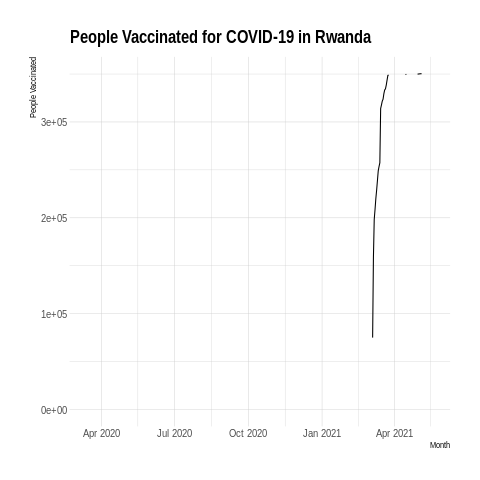 People Vaccinated for COVID-19 in Rwanda
People Vaccinated
3e+05
2e+05
1e+05
0e+00
Apr 2020 Jul 2020 Oct 2020 Jan 2021 Apr 2021
Month